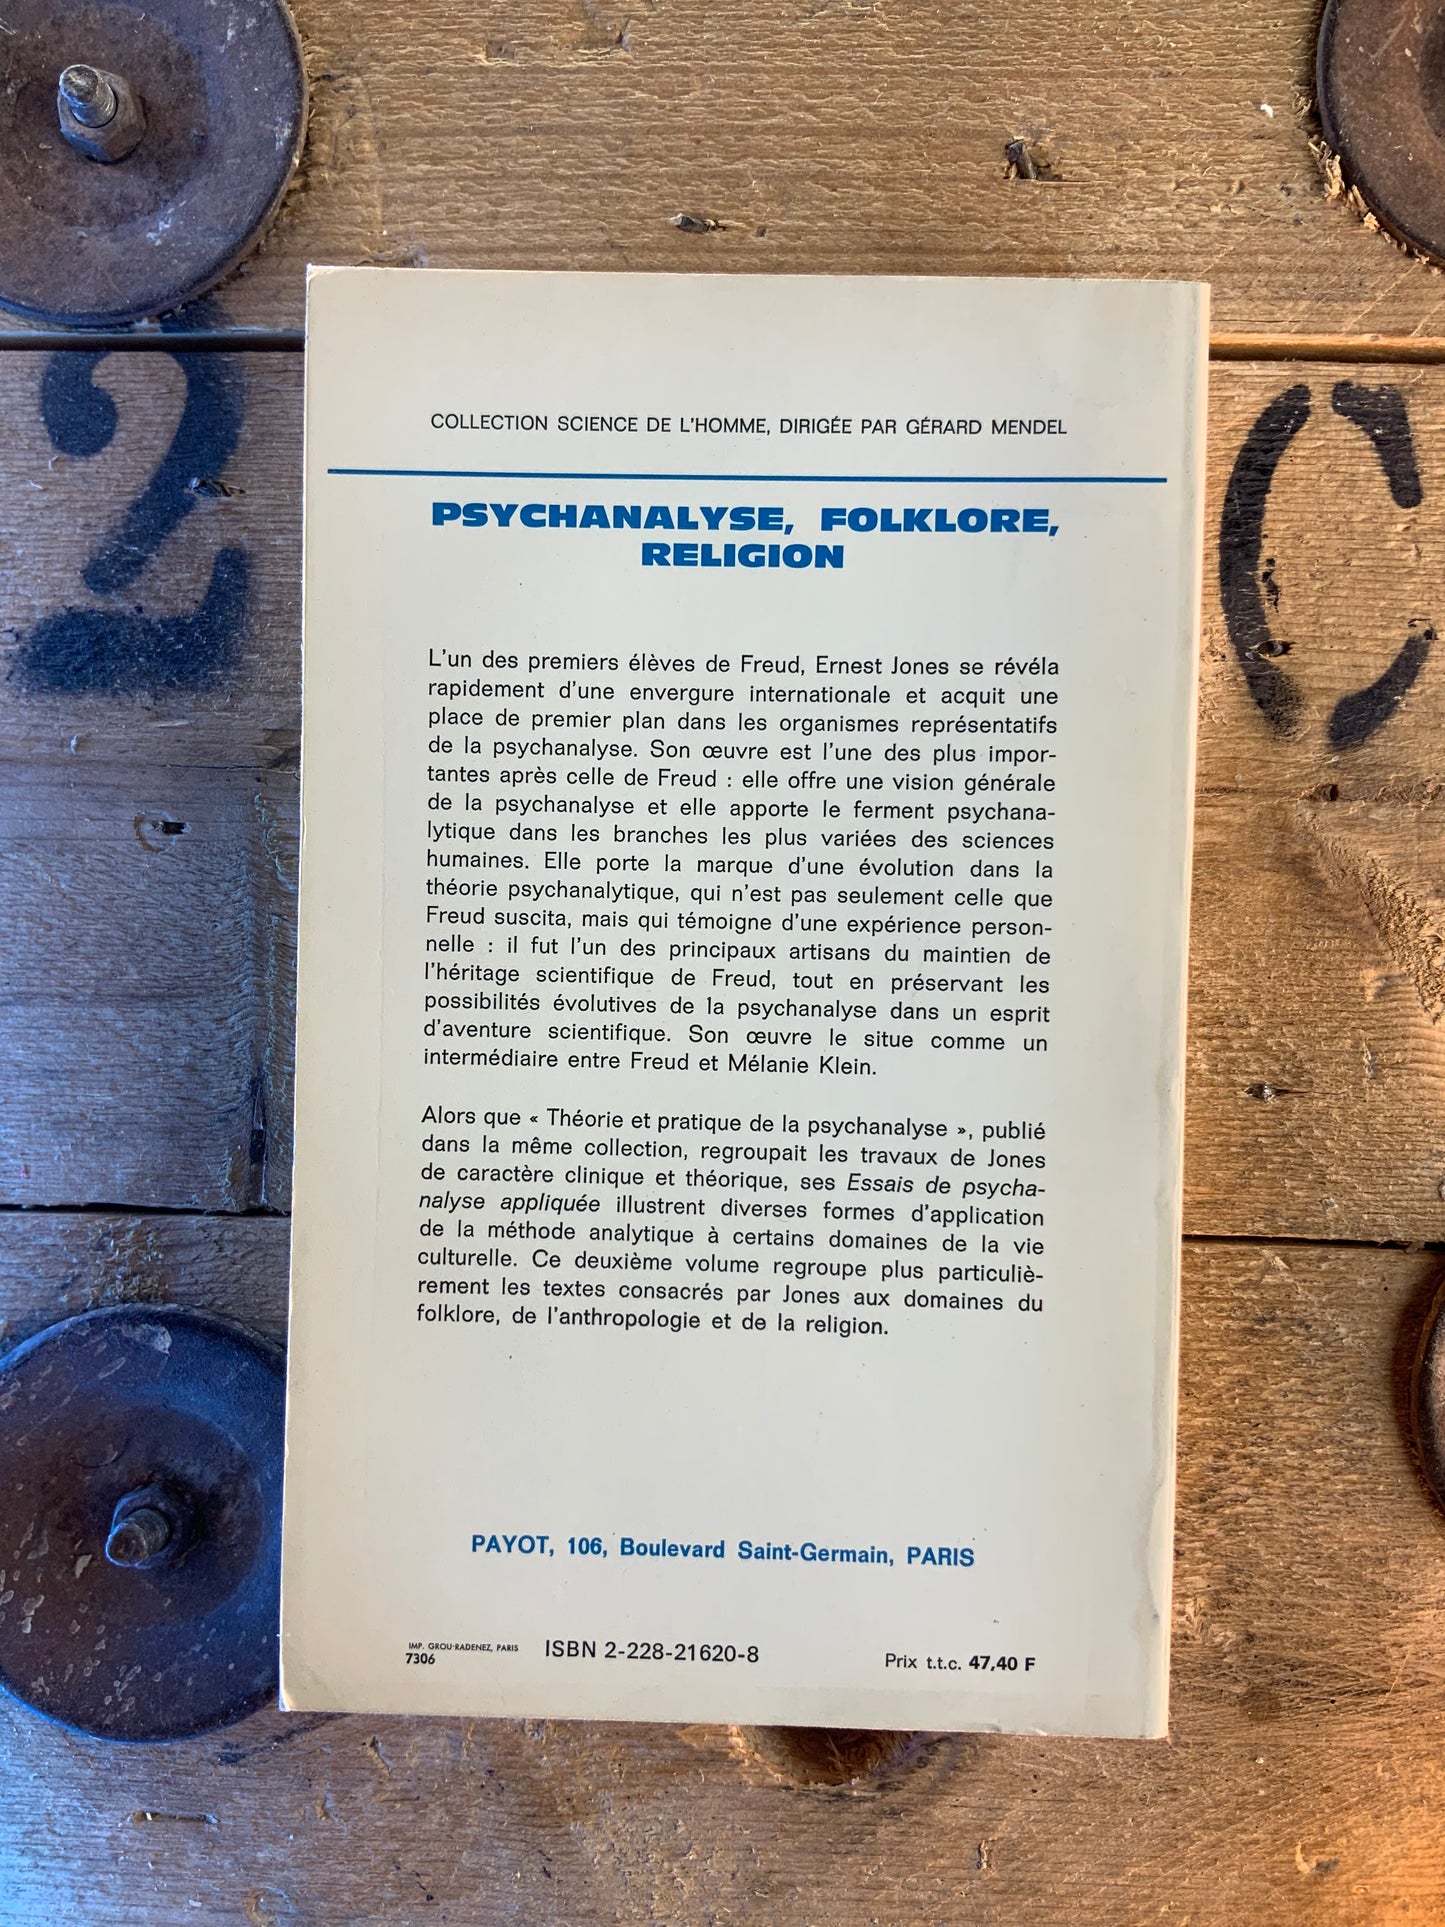 2
C
COLLECTION SCIENCE DE L'HOMME, DIRIGÉE PAR GÉRARD MENDEL
PSYCHANALYSE, FOLKLORE,
RELIGION
L'un des premiers élèves de Freud, Ernest Jones se révéla
rapidement d'une envergure internationale et acquit une
place de premier plan dans les organismes représentatifs
de la psychanalyse. Son œuvre est l'une des plus impor-
tantes après celle de Freud : elle offre une vision générale
de la psychanalyse et elle apporte le ferment psychana-
lytique dans les branches les plus variées des sciences
humaines. Elle porte la marque d'une évolution dans la
théorie psychanalytique, qui n'est pas seulement celle que
Freud suscita, mais qui témoigne d'une expérience person-
nelle : il fut l'un des principaux artisans du maintien de
l'héritage scientifique de Freud, tout en préservant les
possibilités évolutives de la psychanalyse dans un esprit
d'aventure scientifique. Son œuvre le situe comme un
intermédiaire entre Freud et Mélanie Klein.
Alors que « Théorie et pratique de la psychanalyse », publié
dans la même collection, regroupait les travaux de Jones
de caractère clinique et théorique, ses Essais de psycha-
nalyse appliquée illustrent diverses formes d'application
de la méthode analytique à certains domaines de la vie
culturelle. Ce deuxième volume regroupe plus particuliè-
rement les textes consacrés par Jones aux domaines du
folklore, de l'anthropologie et de la religion.
PAYOT, 106, Boulevard Saint-Germain, PARIS
IMP. GROU-RADENEZ, PARIS
7306
ISBN 2-228-21620-8
Prix t.t.c. 47,40 F